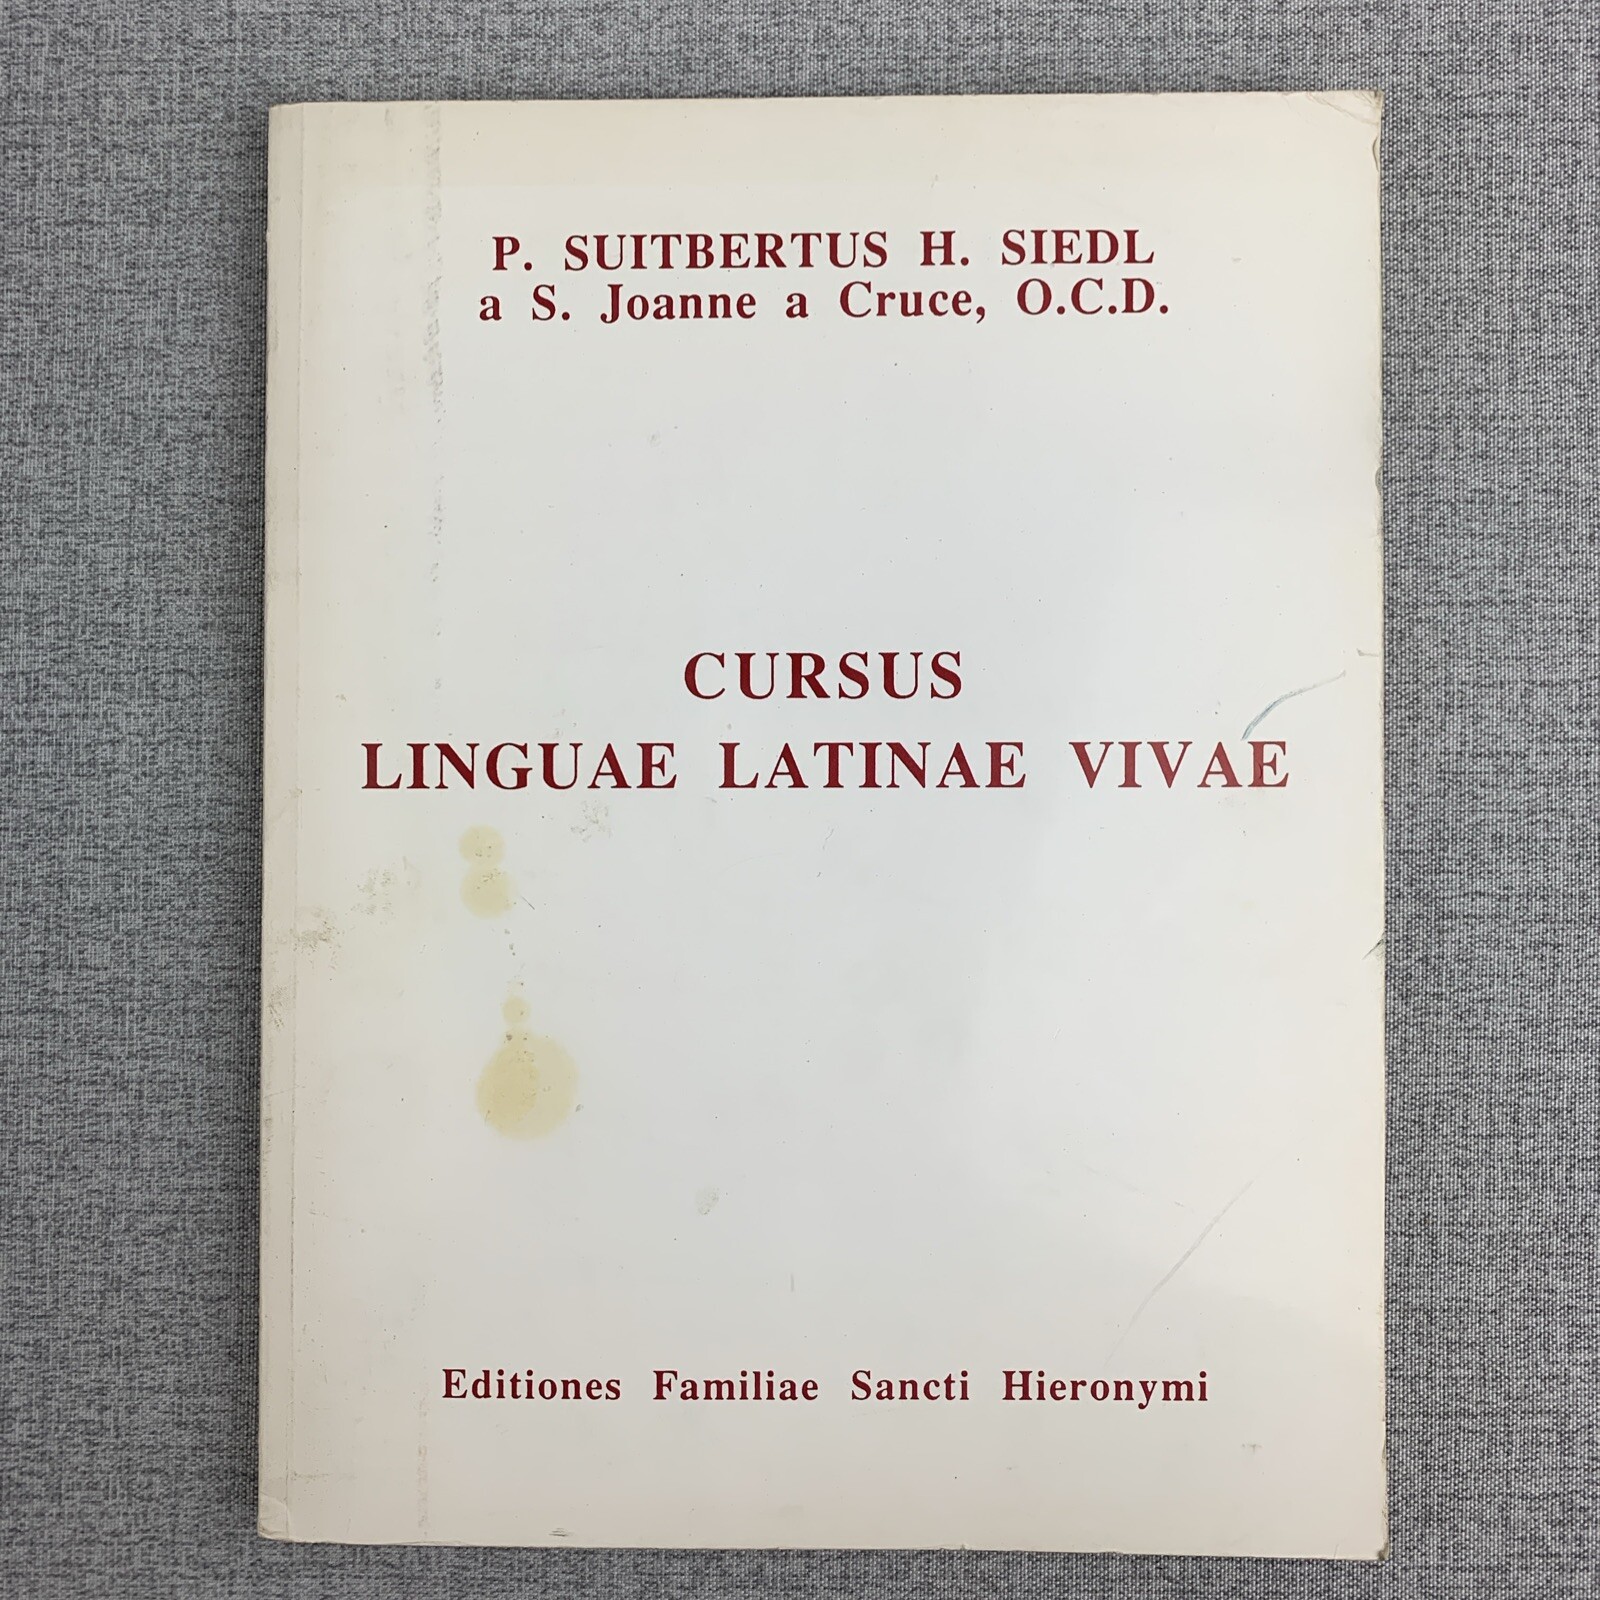 P. SUITBERTUS H. SIEDL
a S. Joanne a Cruce, O.C.D.
CURSUS
LINGUAE LATINAE VIVAE
Editiones Familiae Sancti Hieronymi